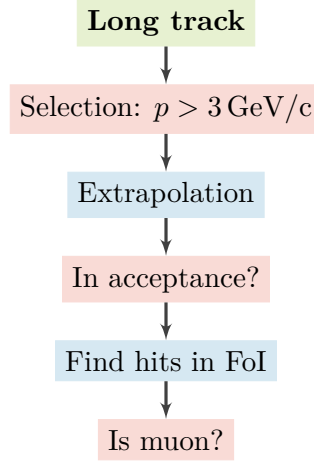 Long track
Selection: p > 3 GeV/c
Extrapolation
In acceptance?
Find hits in FoI
Is muon?